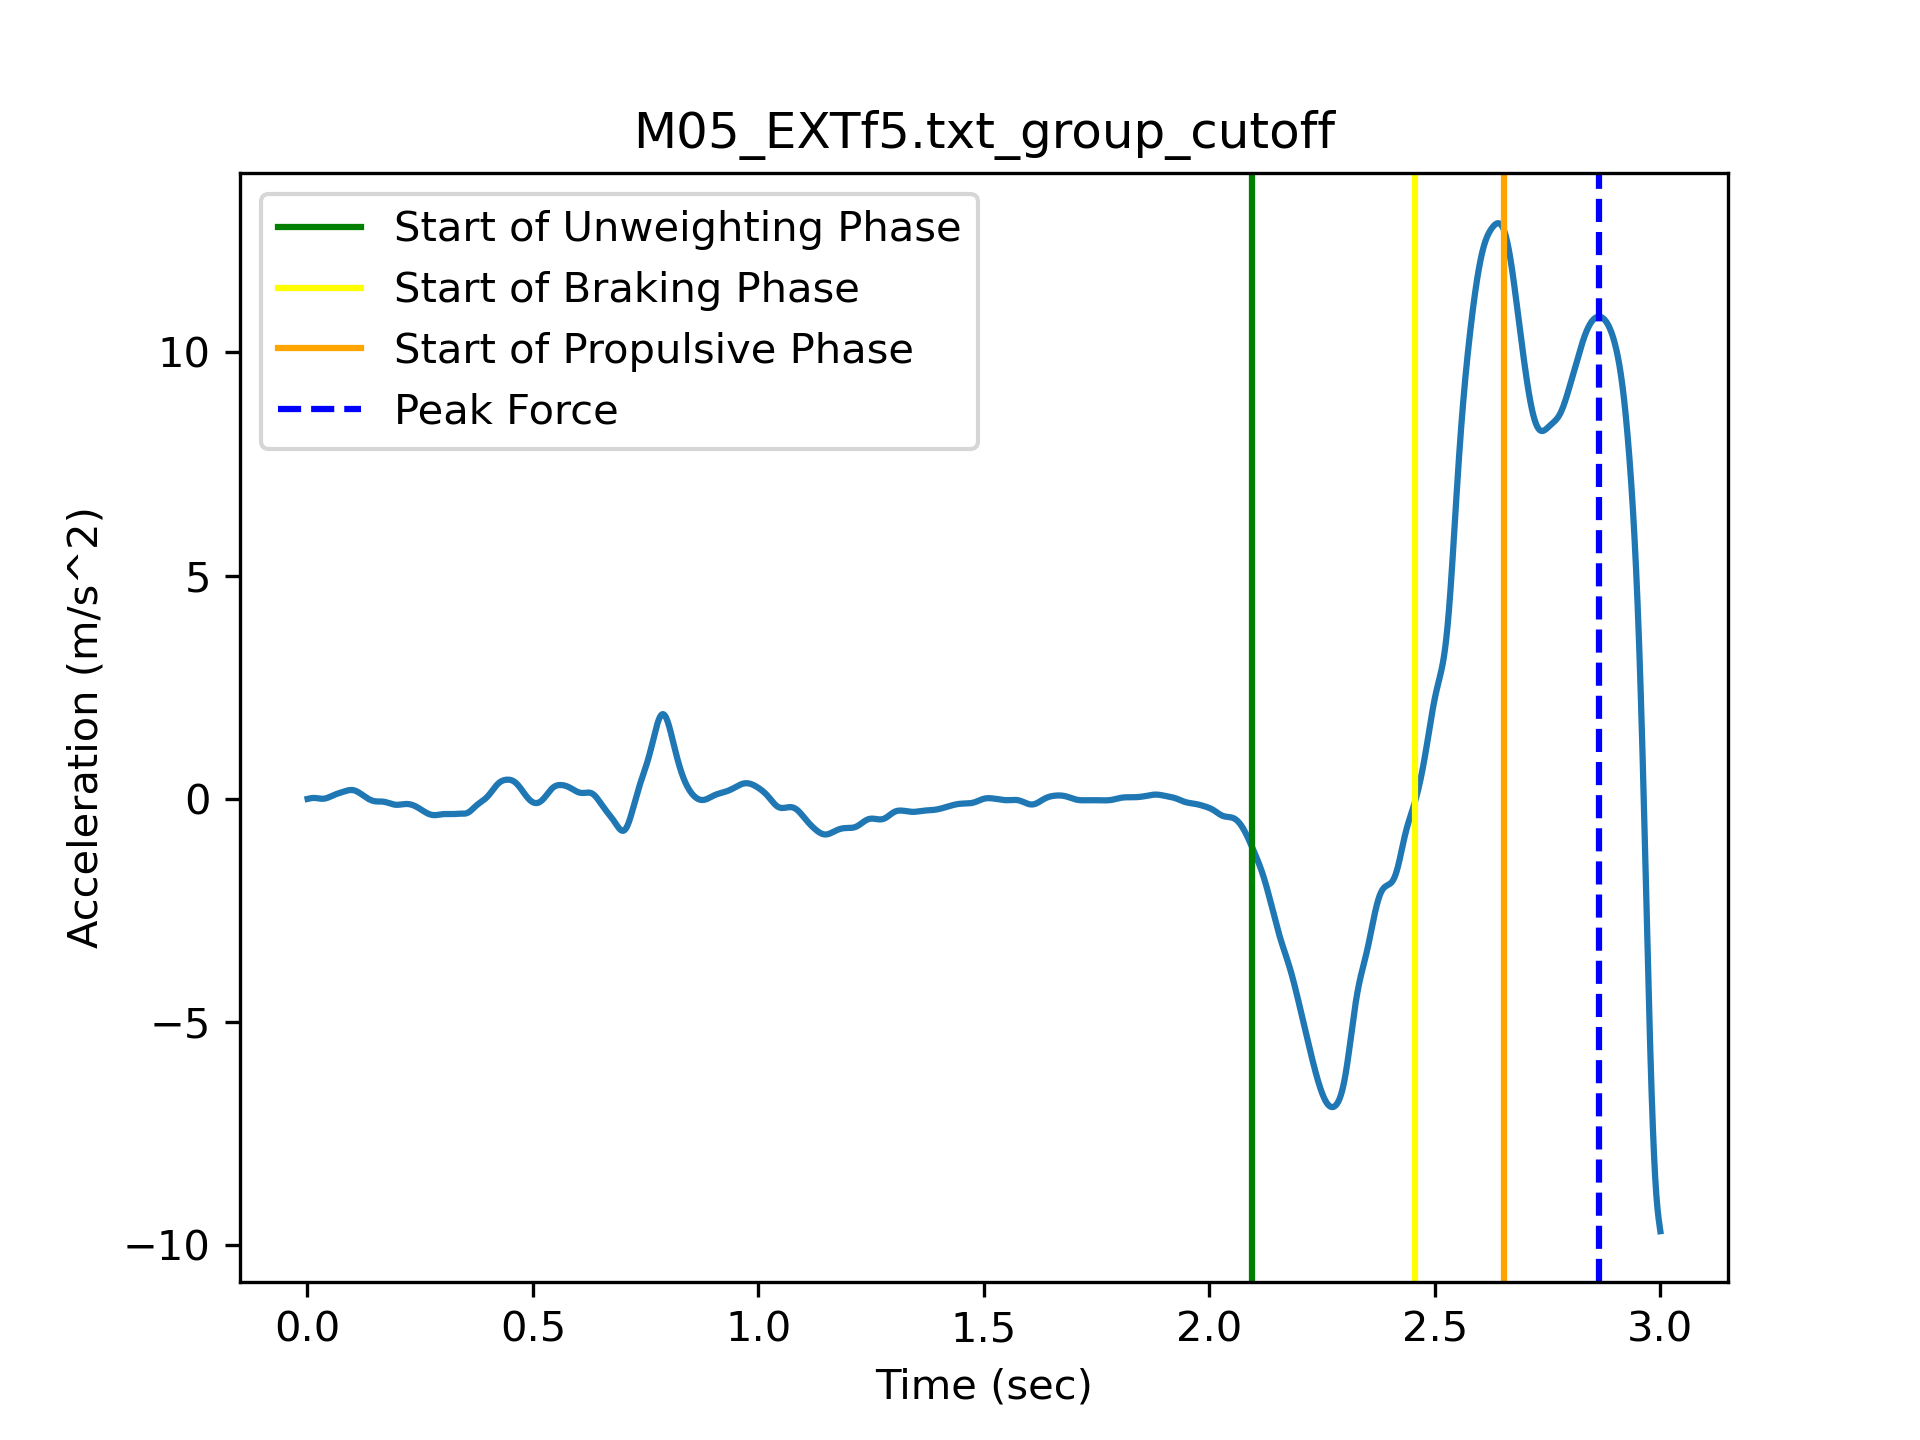 M05_EXTf5.txt_group_cutoff
Start of Unweighting Phase
Start of Braking Phase
Start of Propulsive Phase
Peak Force
10
5
0
−5
−10
Acceleration (m/s^2)
0.0 0.5 1.0 1.5 2.0 2.5 3.0
Time (sec)